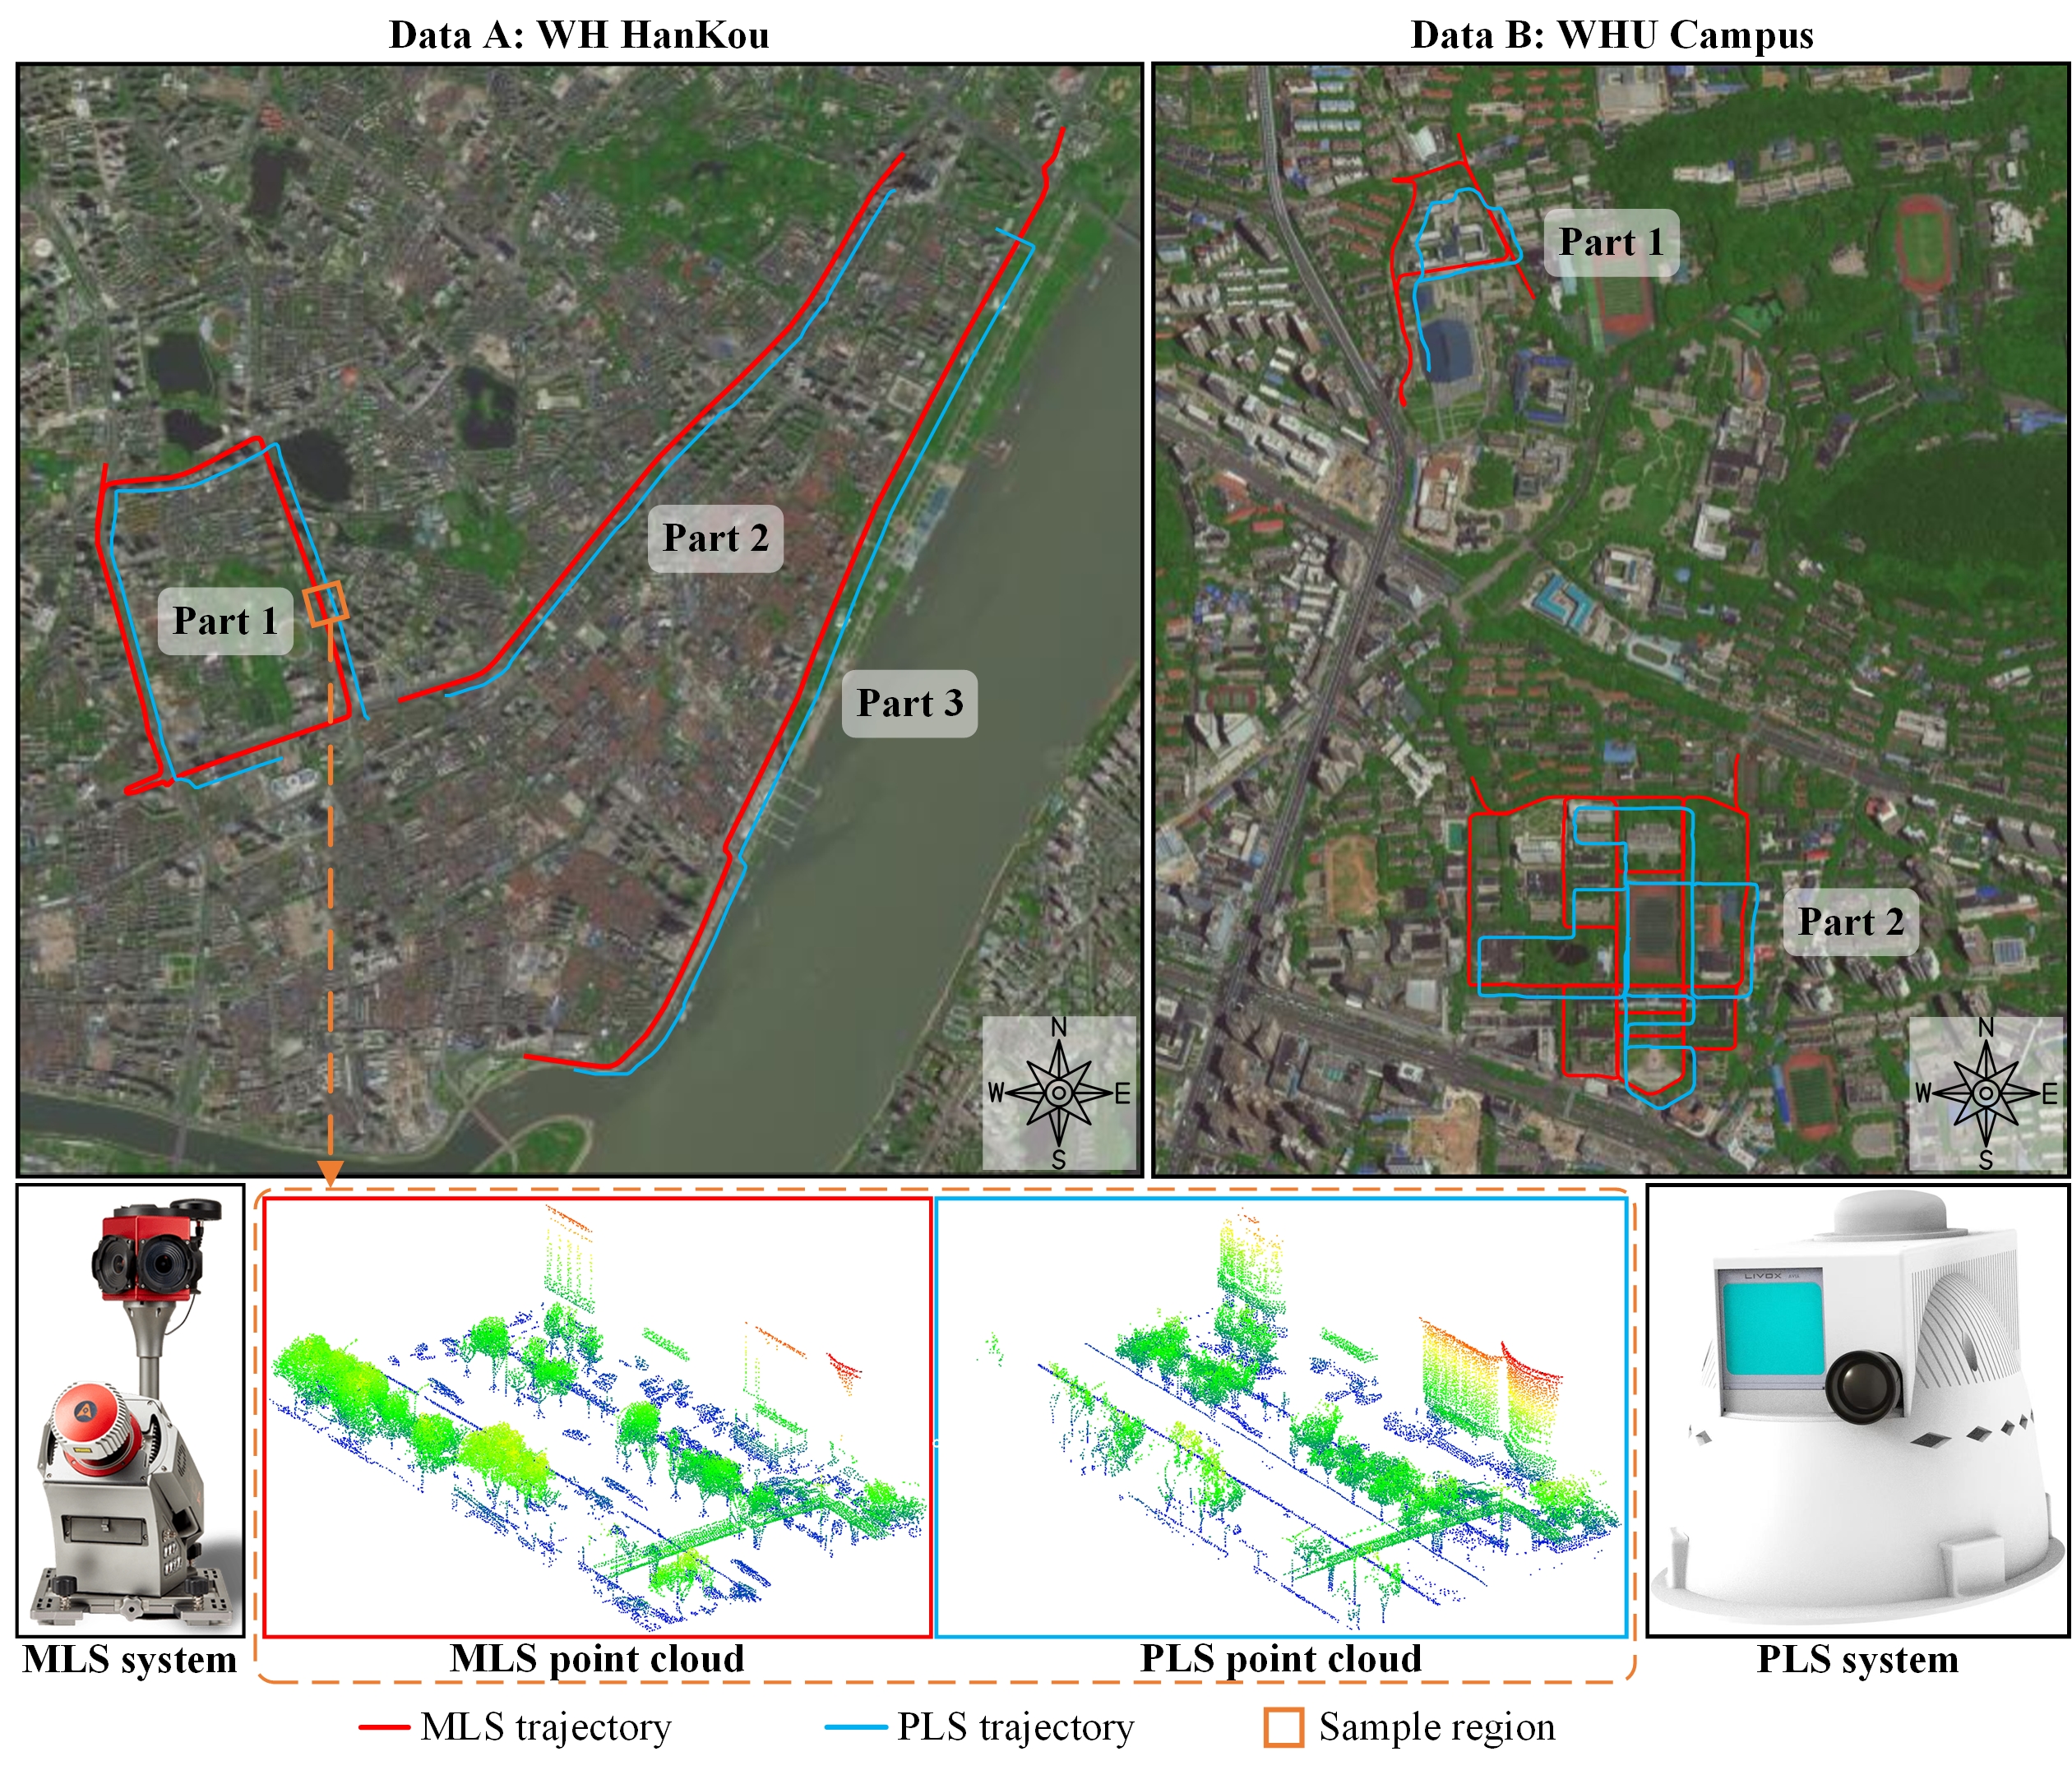 Data A: WH HanKou
Data B: WHU Campus
Part 1
Part 2
Part 3
N
W E
S
Part 1
Part 2
N
W E
S
LIVOX
MLS system
MLS point cloud
PLS point cloud
PLS system
MLS trajectory
PLS trajectory
Sample region